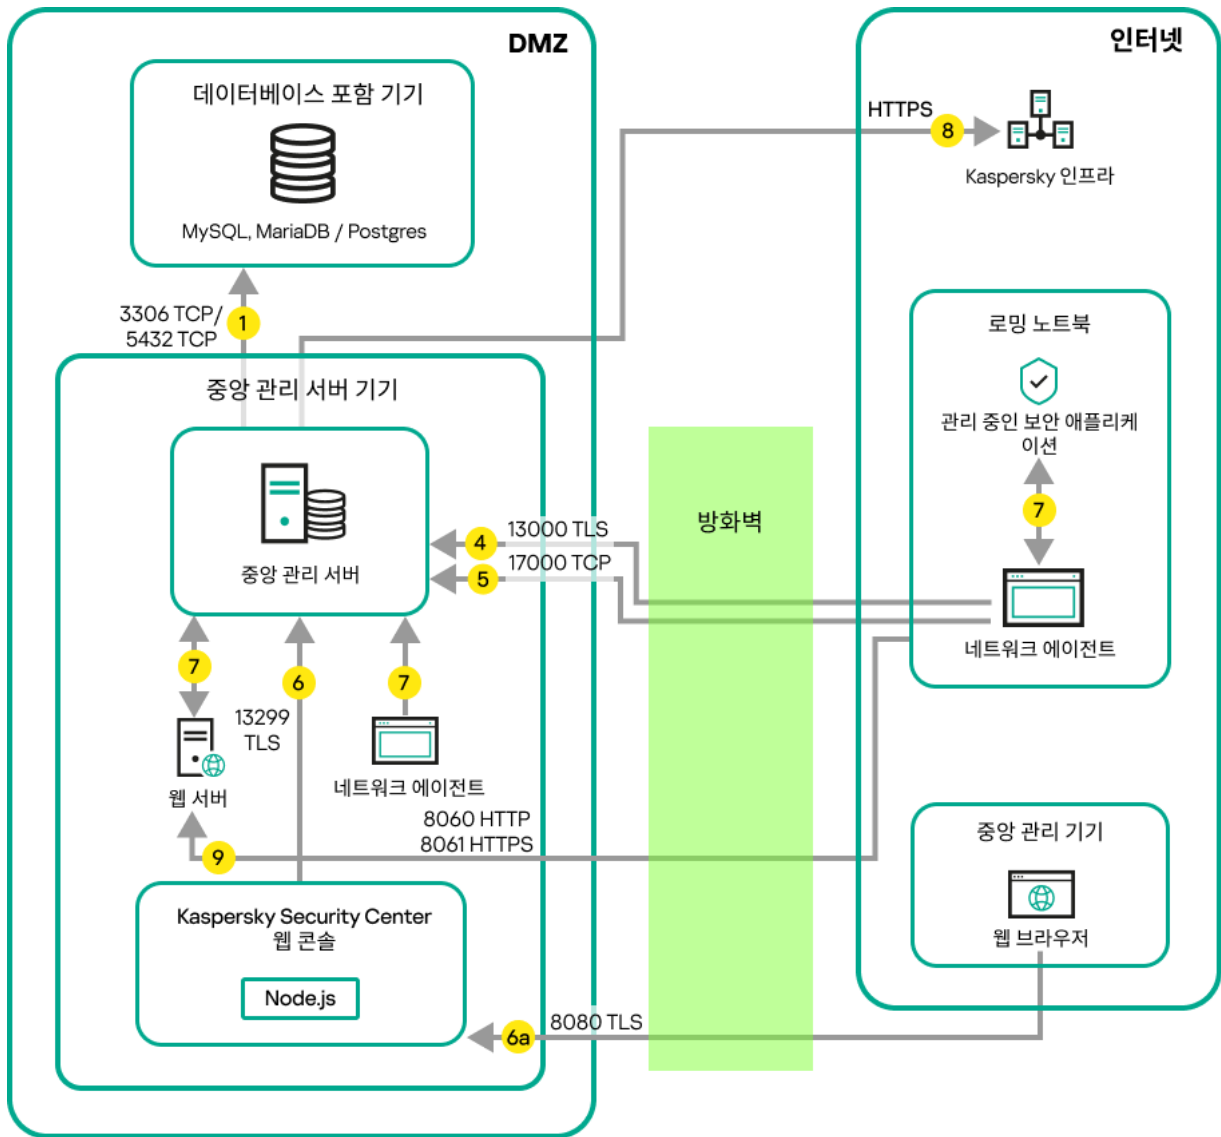 DMZ
데이터베이스 포함 기기
MySQL, MariaDB / Postgres
3306 TCP/
5432 TCP
1
중앙 관리 서버 기기
중앙 관리 서버
4
13000 TLS
5
17000 TCP
7
6
7
13299
TLS
웹 서버
네트워크 에이전트
8060 HTTP
8061 HTTPS
9
Kaspersky Security Center
웹 콘솔
Node.js
6a
8080 TLS
방화벽
인터넷
HTTPS
8
Kaspersky 인프라
로밍 노트북
관리 중인 보안 애플리케
이션
7
네트워크 에이전트
중앙 관리 기기
웹 브라우저